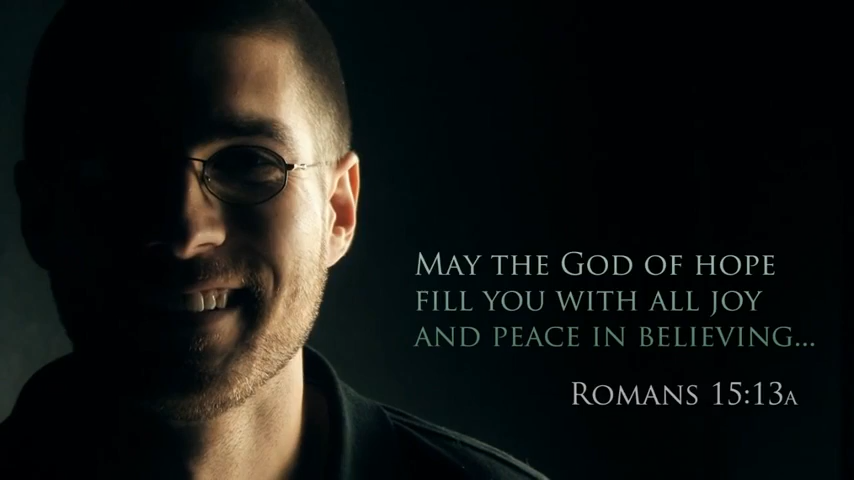 May the God of hope
fill you with all joy
and peace in believing...
Romans 15:13a